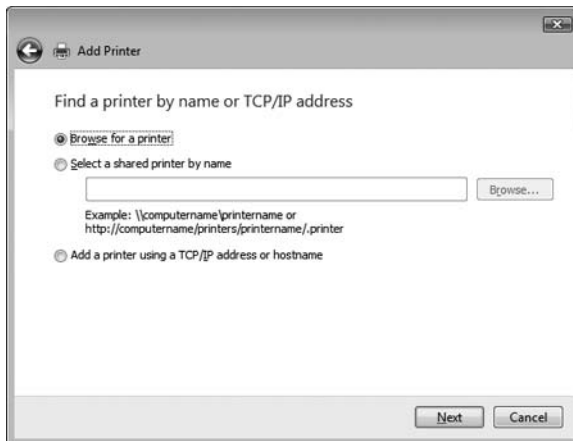 Add Printer
Find a printer by name or TCP/IP address
Browse for a printer
Select a shared printer by name
Browse...
Example: \\computername\printername or
http://computername/printers/printername/.printer
Add a printer using a TCP/IP address or hostname
Next
Cancel